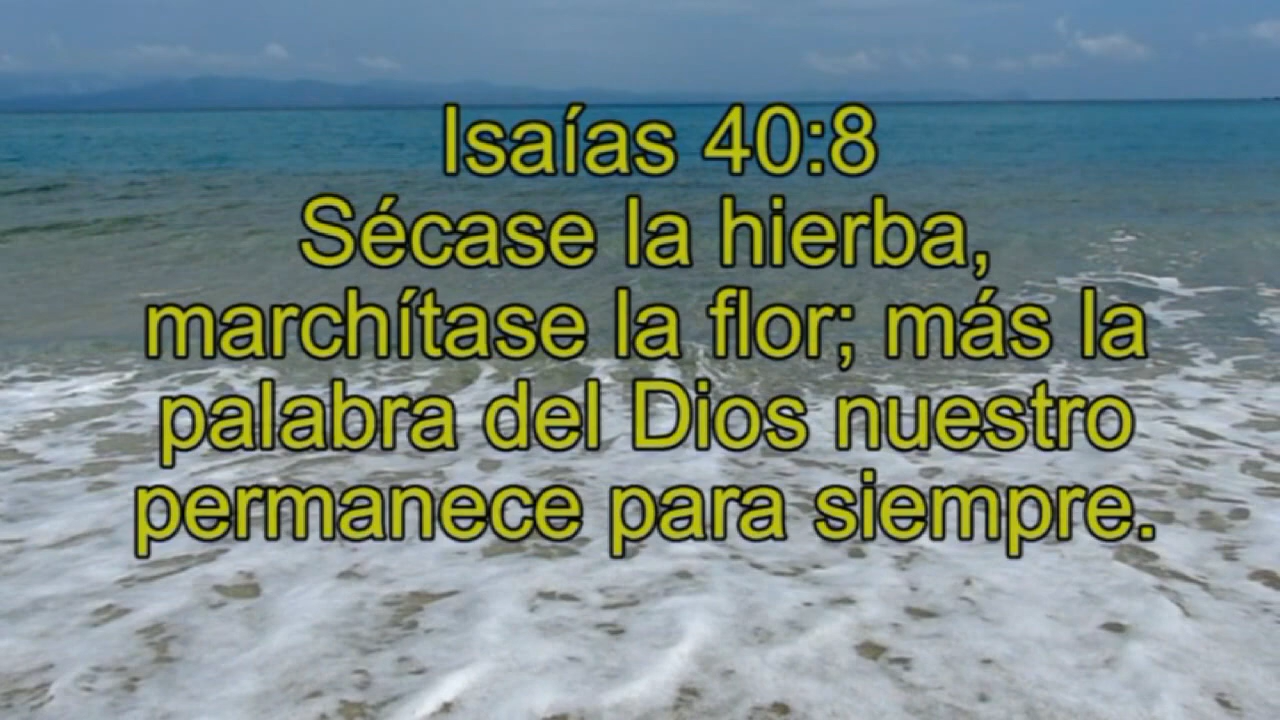 Isaías 40:8
Sécase la hierba,
marchítase la flor; más la
palabra del Dios nuestro
permanece para siempre.